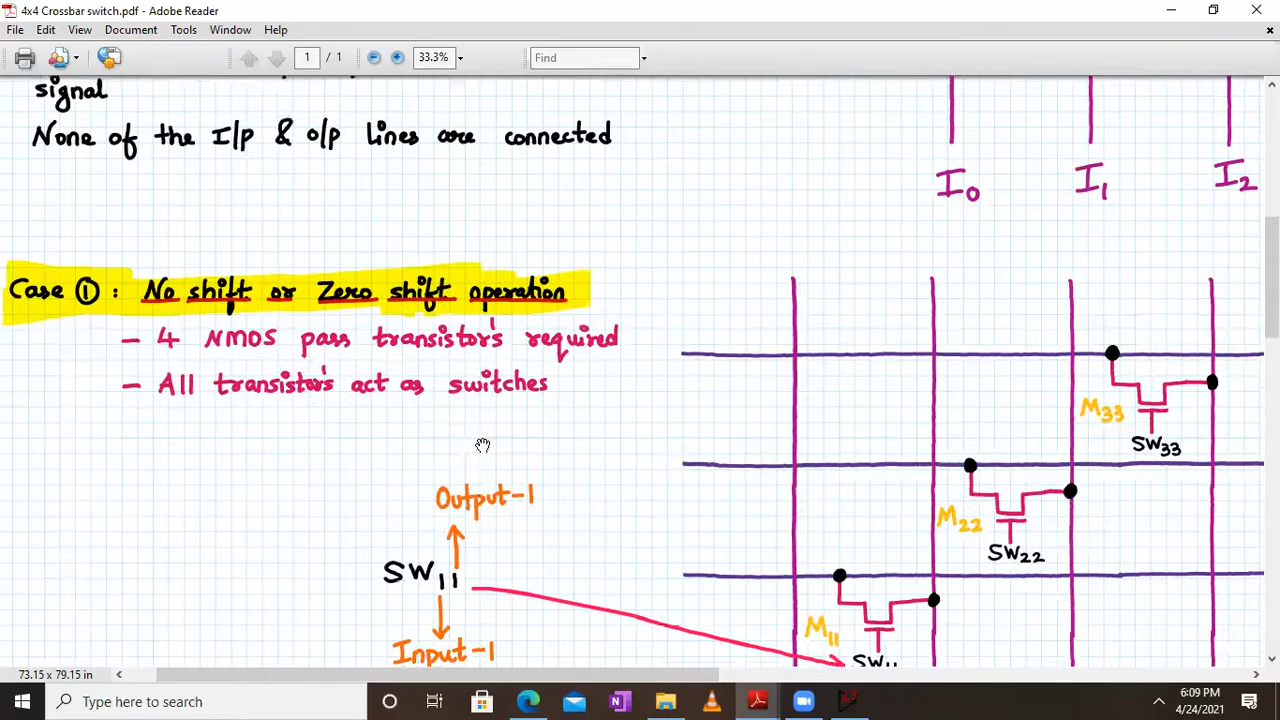 4x4 Crossbar switch.pdf - Adobe Reader
File Edit View Document Tools Window Help
1 / 1 33.3% Find
signal
None of the I/p & o/p lines are connected
I0 I1 I2
Case ①: No shift or Zero shift operation
- 4 NMOS pass transistor's required
- All transistor's act as switches
M33
SW33
M22
SW22
Output-1
SW11
Input-1
M11
SW11
73.15 x 79.15 in
Type here to search
6:09 PM
4/24/2021